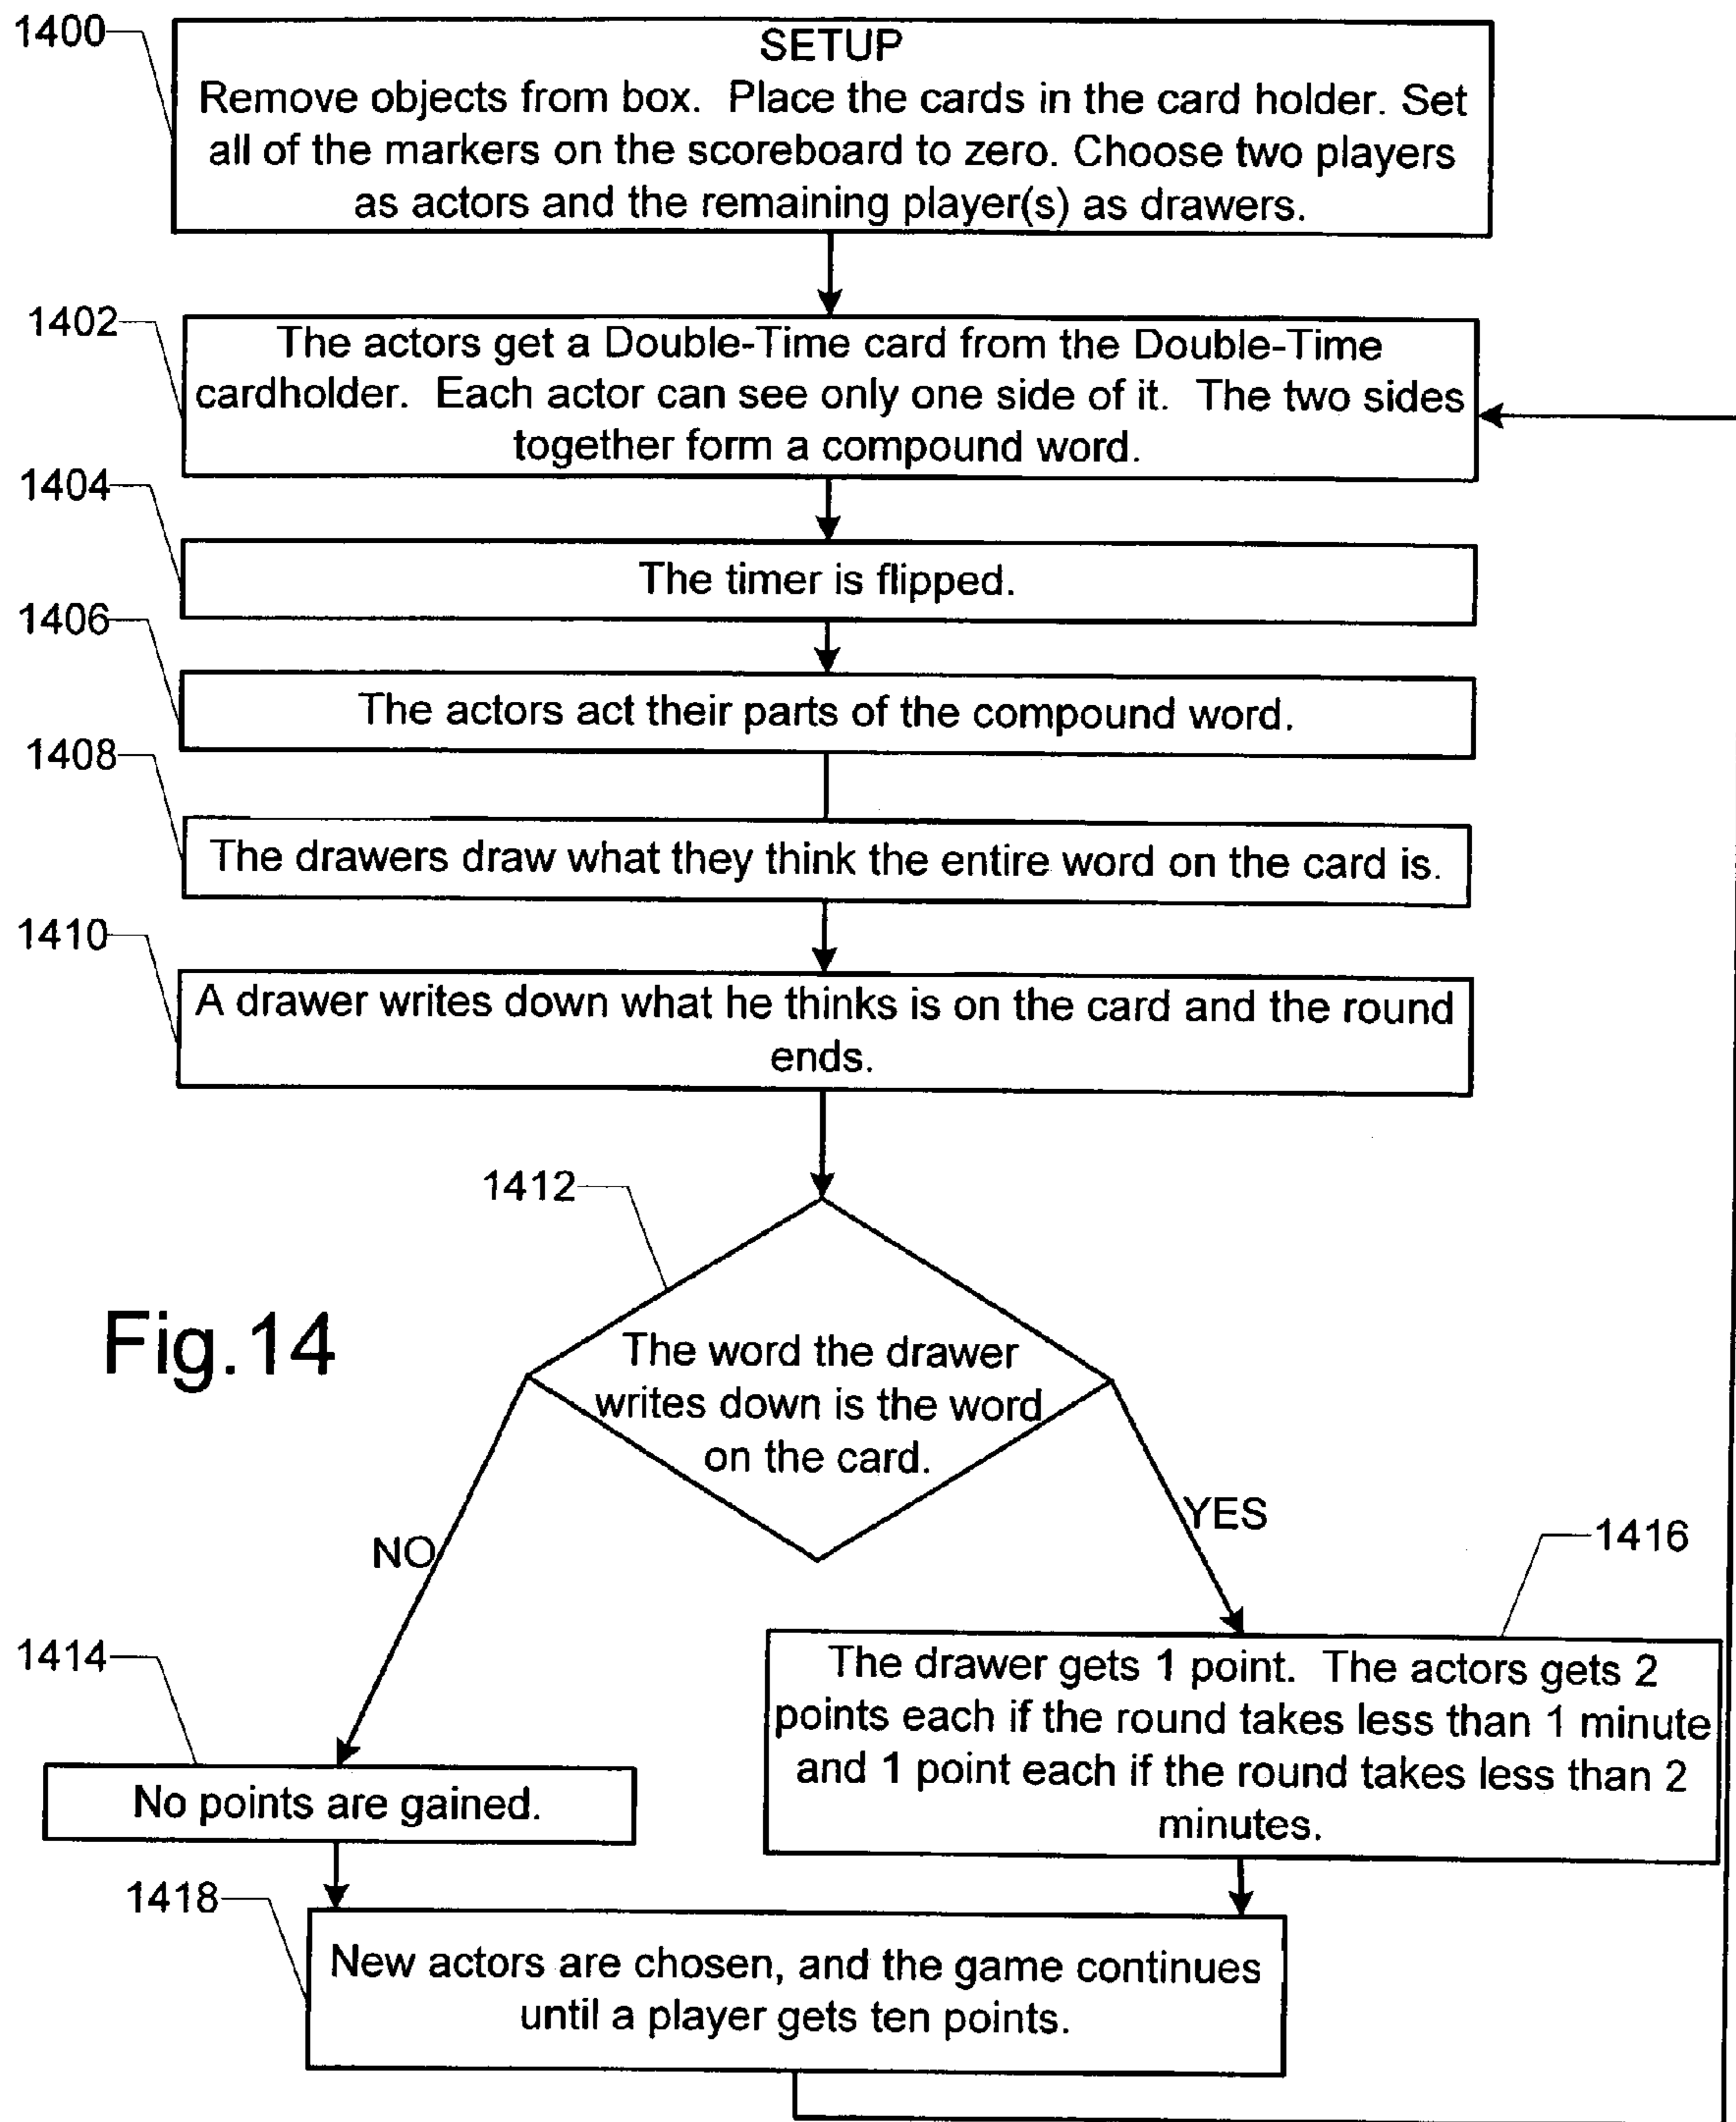 1400
SETUP
Remove objects from box. Place the cards in the card holder. Set
all of the markers on the scoreboard to zero. Choose two players
as actors and the remaining player(s) as drawers.
1402
The actors get a Double-Time card from the Double-Time
cardholder. Each actor can see only one side of it. The two sides
together form a compound word.
1404
The timer is flipped.
1406
The actors act their parts of the compound word.
1408
The drawers draw what they think the entire word on the card is.
1410
A drawer writes down what he thinks is on the card and the round
ends.
1412
Fig.14
The word the drawer
writes down is the word
on the card.
NO
YES
1416
1414
The drawer gets 1 point. The actors gets 2
points each if the round takes less than 1 minute
and 1 point each if the round takes less than 2
minutes.
No points are gained.
1418
New actors are chosen, and the game continues
until a player gets ten points.